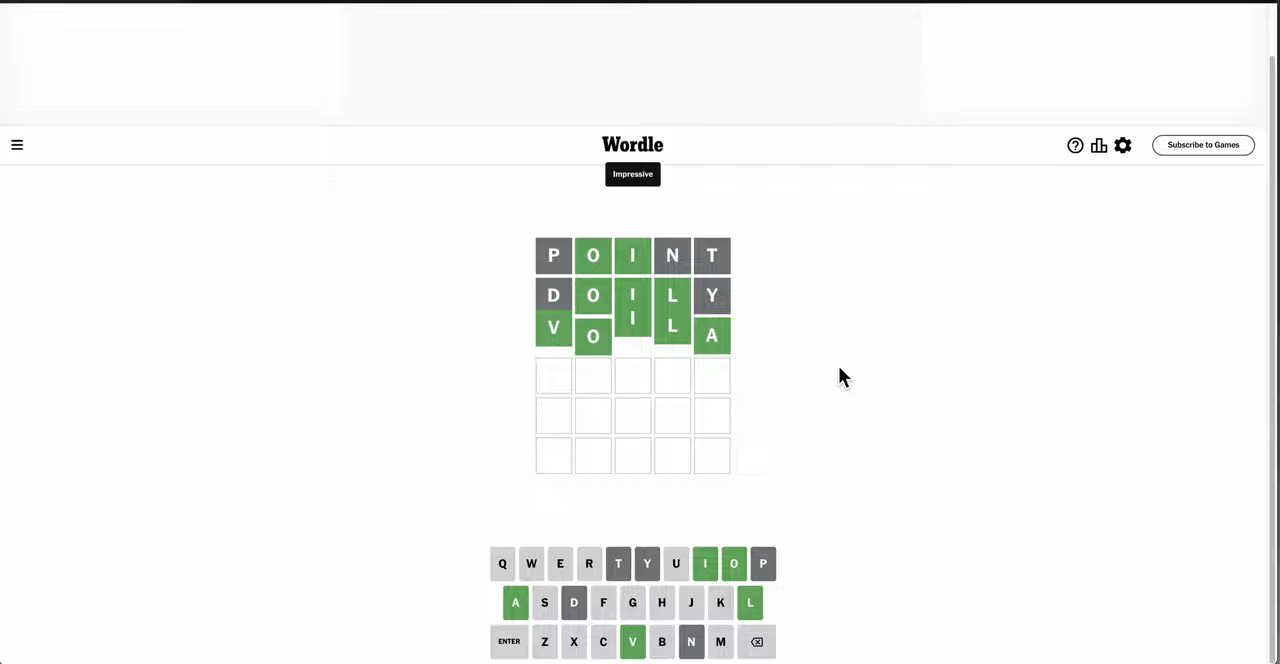 Wordle
Subscribe to Games
Impressive
P O I N T
D O I L Y
V O I L A
Q W E R T Y U I O P
A S D F G H J K L
ENTER Z X C V B N M